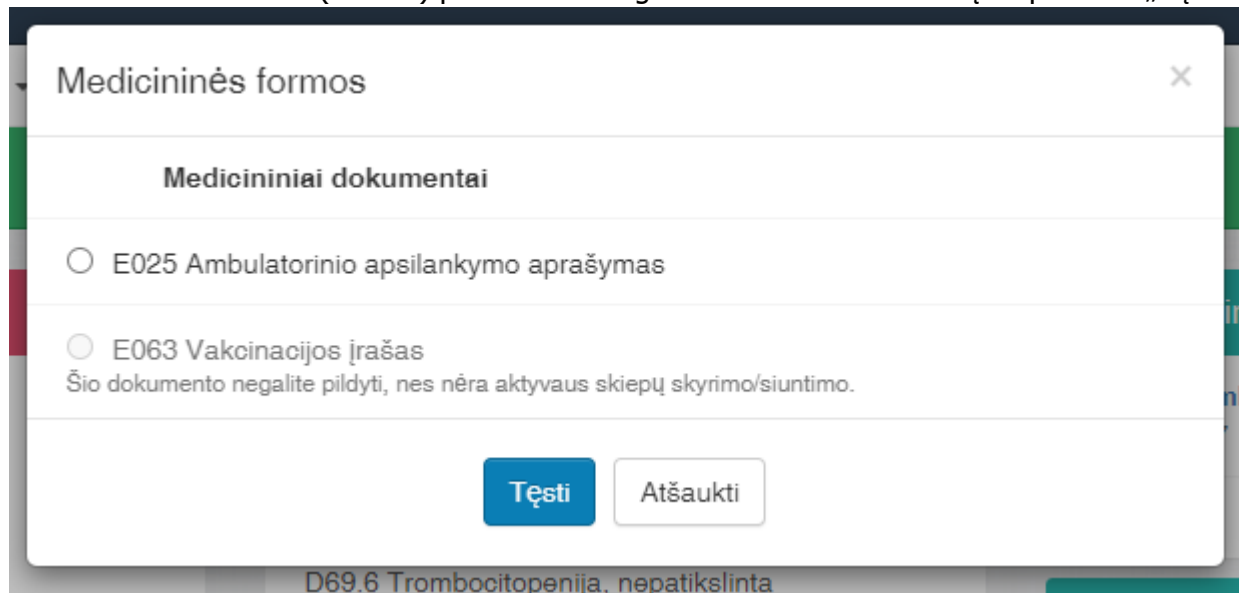 Medicininės formos
×
Medicininiai dokumentai
E025 Ambulatorinio apsilankymo aprašymas
E063 Vakcinacijos įrašas
Šio dokumento negalite pildyti, nes nėra aktyvaus skiepų skyrimo/siuntimo.
Tęsti Atšaukti
D69.6 Trombocitopenija, nepatikslinta